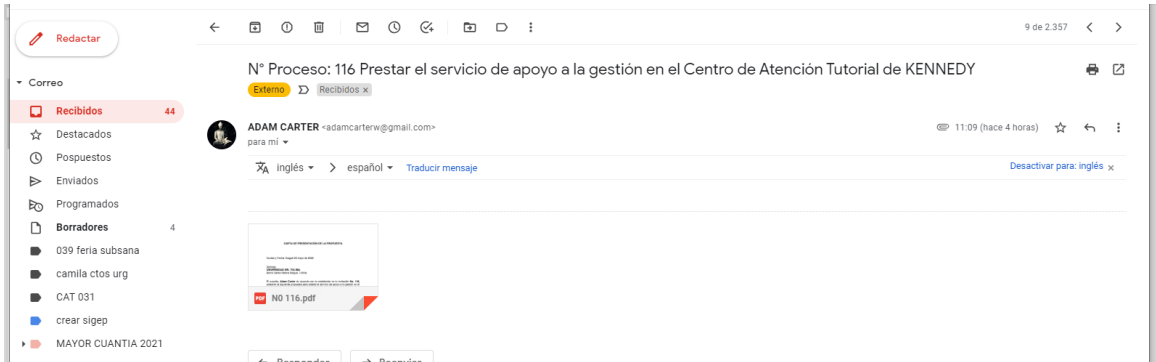 Redactar
9 de 2.357
N° Proceso: 116 Prestar el servicio de apoyo a la gestión en el Centro de Atención Tutorial de KENNEDY
Externo Recibidos x
Correo
Recibidos 44
Destacados
Pospuestos
Enviados
Programados
Borradores 4
039 feria subsana
camila ctos urg
CAT 031
crear sigep
MAYOR CUANTIA 2021
ADAM CARTER <adamcarterw@gmail.com>
11:09 (hace 4 horas)
para mí
inglés > español Traducir mensaje
Desactivar para: inglés x
CARTA DE PRESENTACIÓN DE LA PROPUESTA
PDF N0 116.pdf
Responder Reenviar